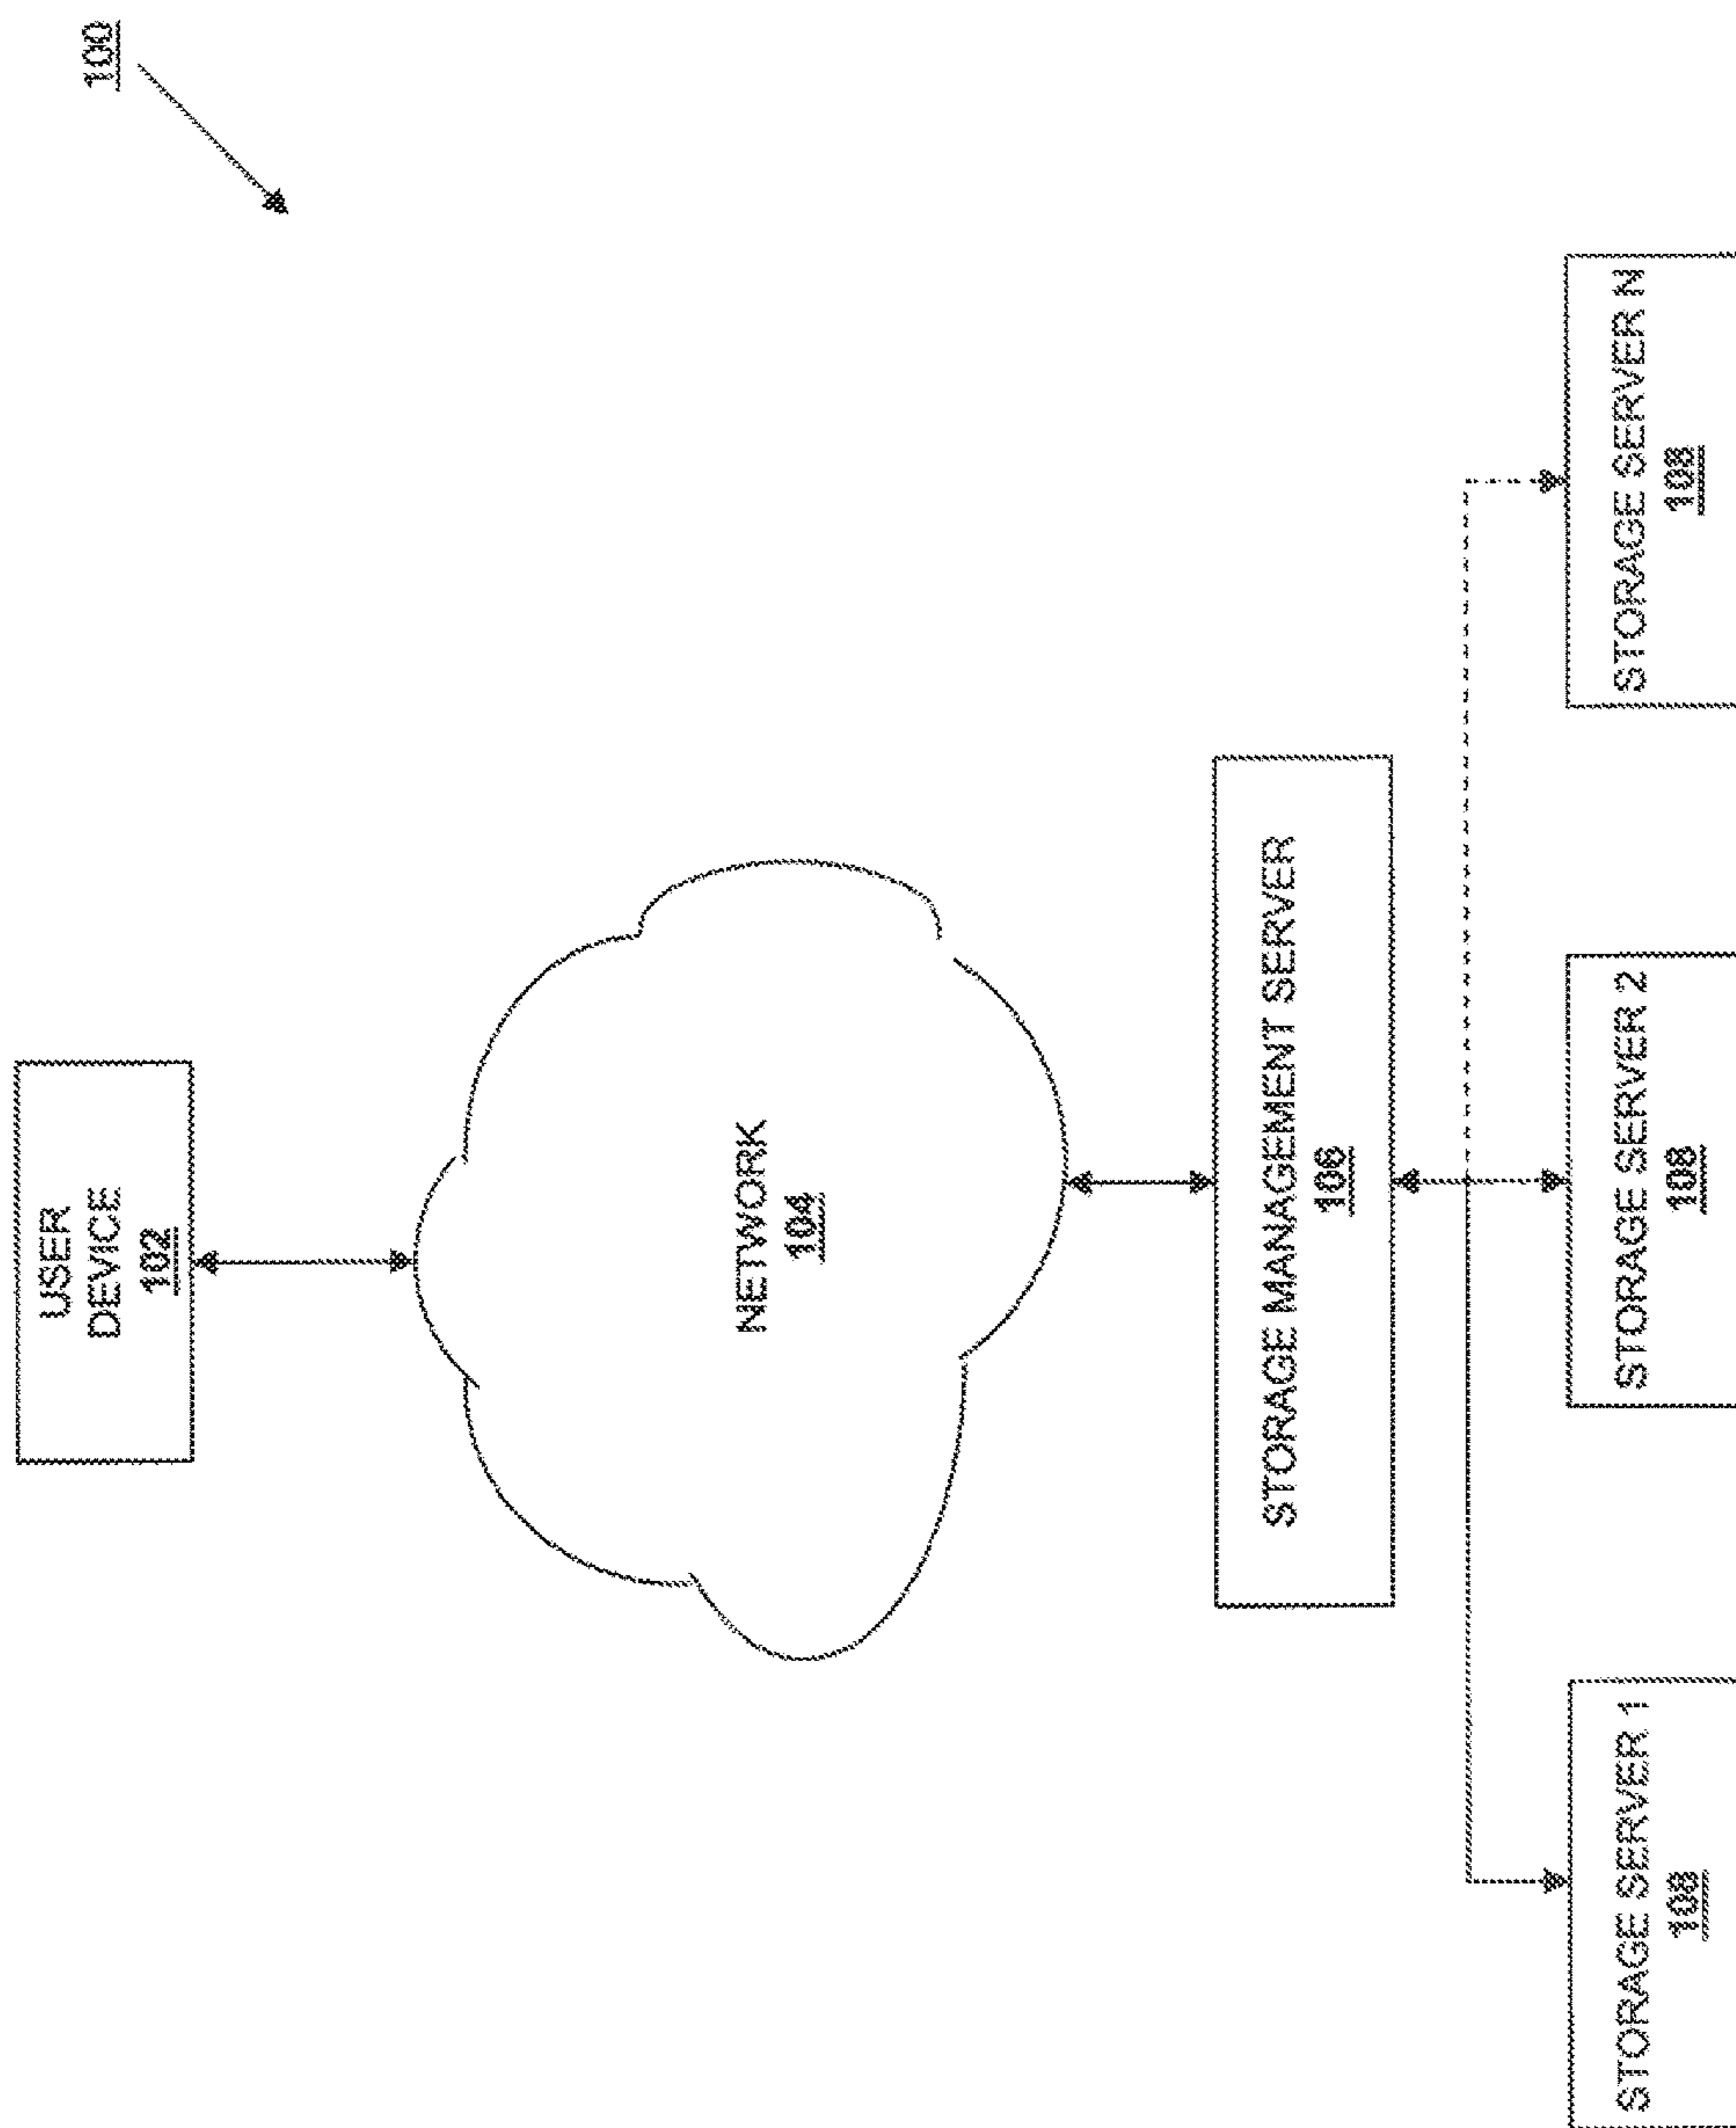 100
USER
DEVICE
102
NETWORK
104
STORAGE MANAGEMENT SERVER
106
STORAGE SERVER 1
108
STORAGE SERVER 2
108
STORAGE SERVER N
108